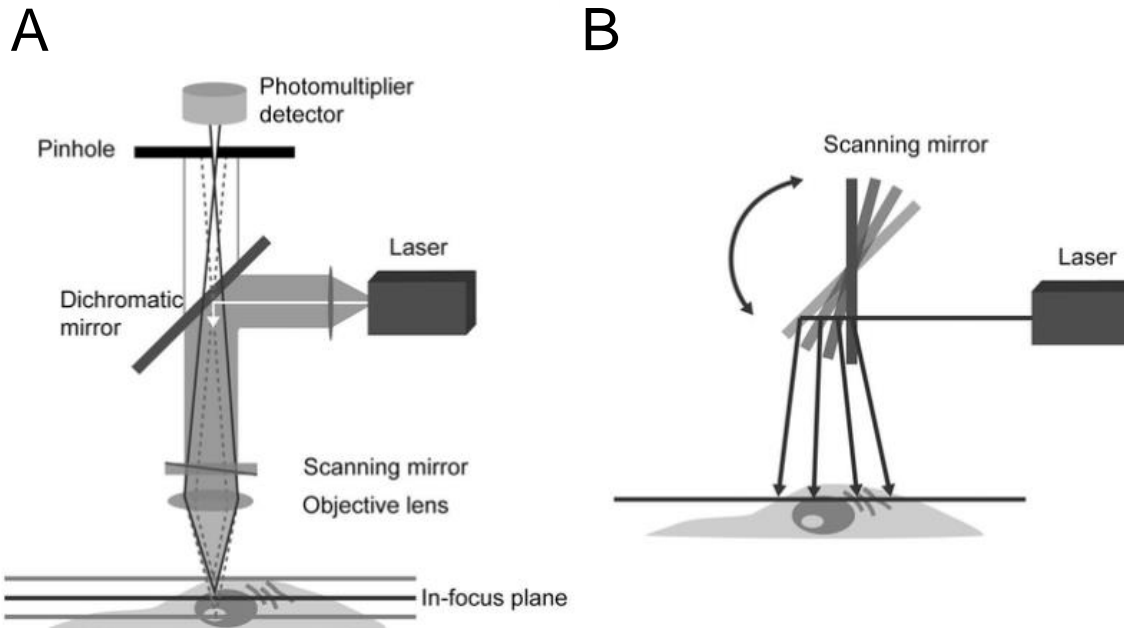 A
B
Photomultiplier
detector
Pinhole
Laser
Dichromatic
mirror
Scanning mirror
Objective lens
In-focus plane
Scanning mirror
Laser